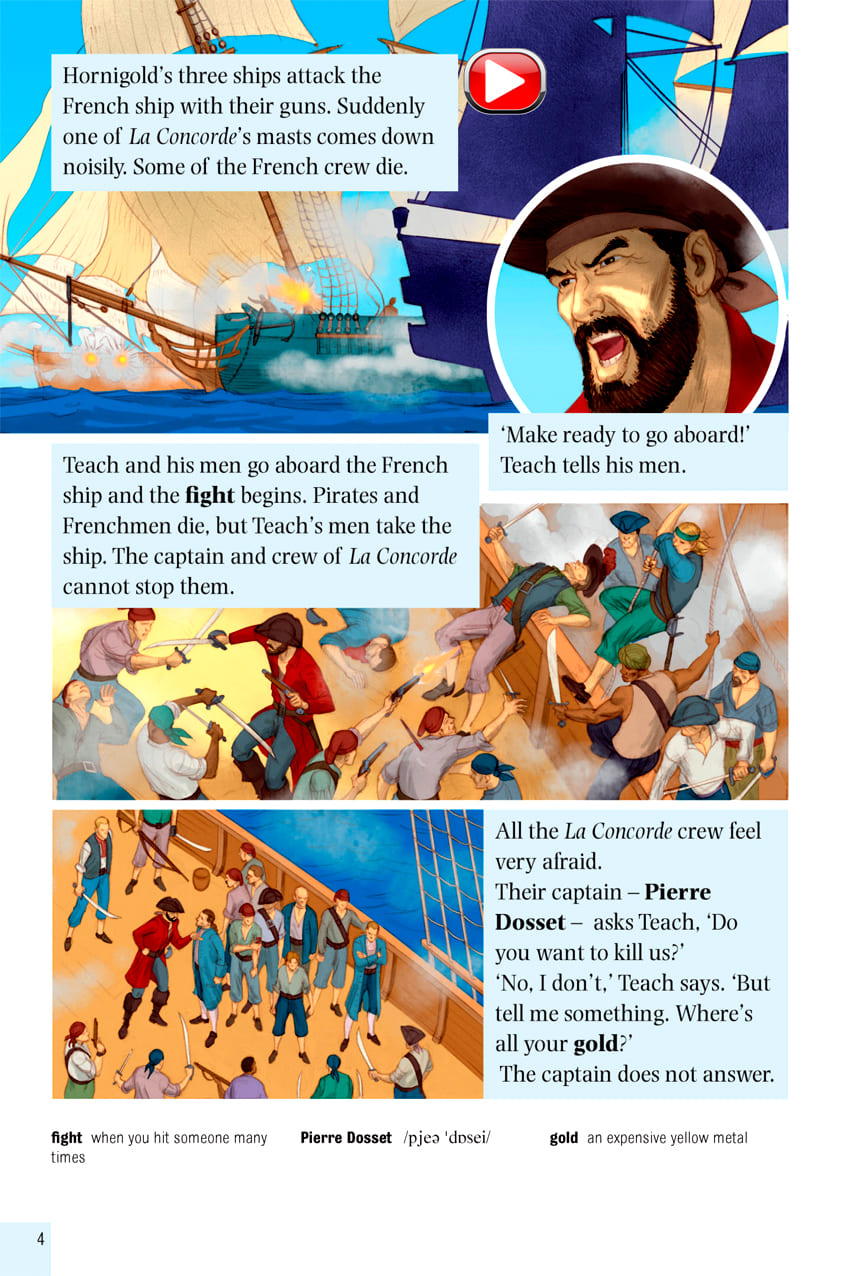 Hornigold’s three ships attack the
French ship with their guns. Suddenly
one of La Concorde’s masts comes down
noisily. Some of the French crew die.
‘Make ready to go aboard!’
Teach tells his men.
Teach and his men go aboard the French
ship and the fight begins. Pirates and
Frenchmen die, but Teach’s men take the
ship. The captain and crew of La Concorde
cannot stop them.
All the La Concorde crew feel
very afraid.
Their captain – Pierre
Dosset – asks Teach, ‘Do
you want to kill us?’
‘No, I don’t,’ Teach says. ‘But
tell me something. Where’s
all your gold?’
The captain does not answer.
fight when you hit someone many
times
Pierre Dosset /pjeə ˈdɒsei/
gold an expensive yellow metal
4